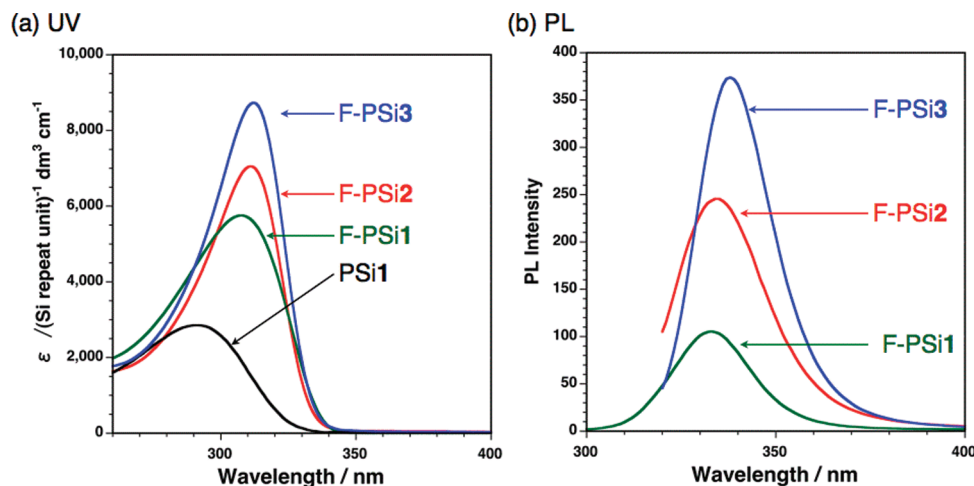 (a) UV
10,000
8,000
6,000
4,000
2,000
0
300
350
400
Wavelength / nm
ε /(Si repeat unit)⁻¹ dm³ cm⁻¹
F-PSi3
F-PSi2
F-PSi1
PSi1
(b) PL
400
350
300
250
200
150
100
50
0
300
350
400
Wavelength / nm
PL Intensity
F-PSi3
F-PSi2
F-PSi1